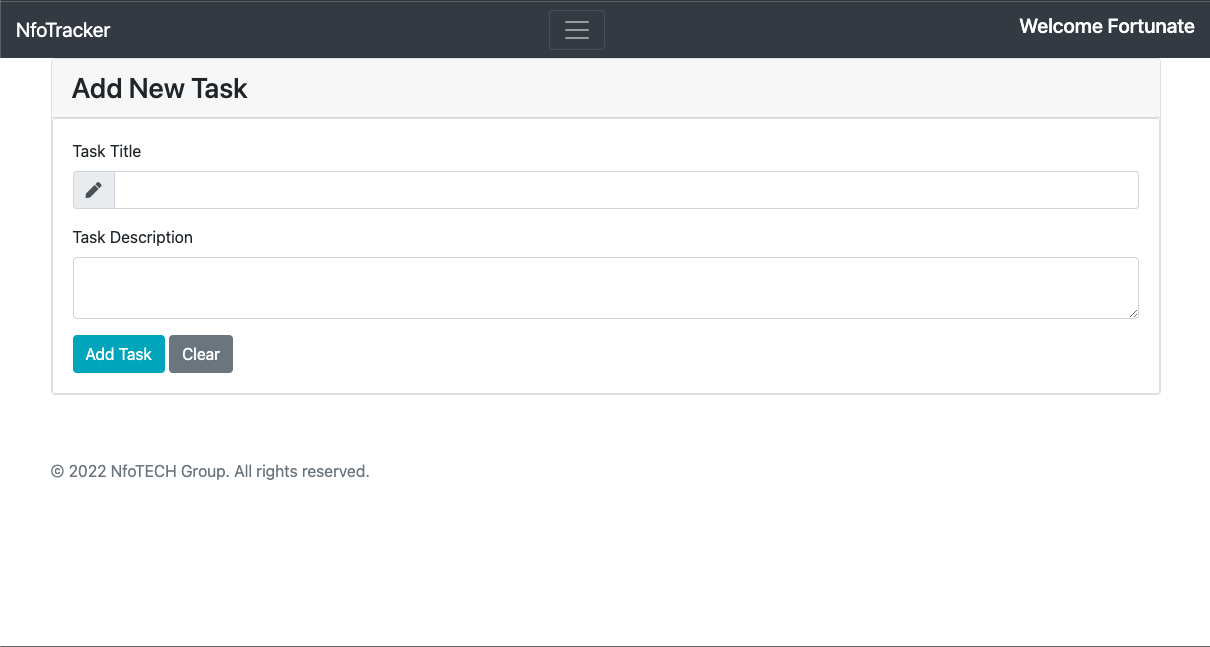 NfoTracker
Welcome Fortunate
Add New Task
Task Title
Task Description
Add Task Clear
© 2022 NfoTECH Group. All rights reserved.